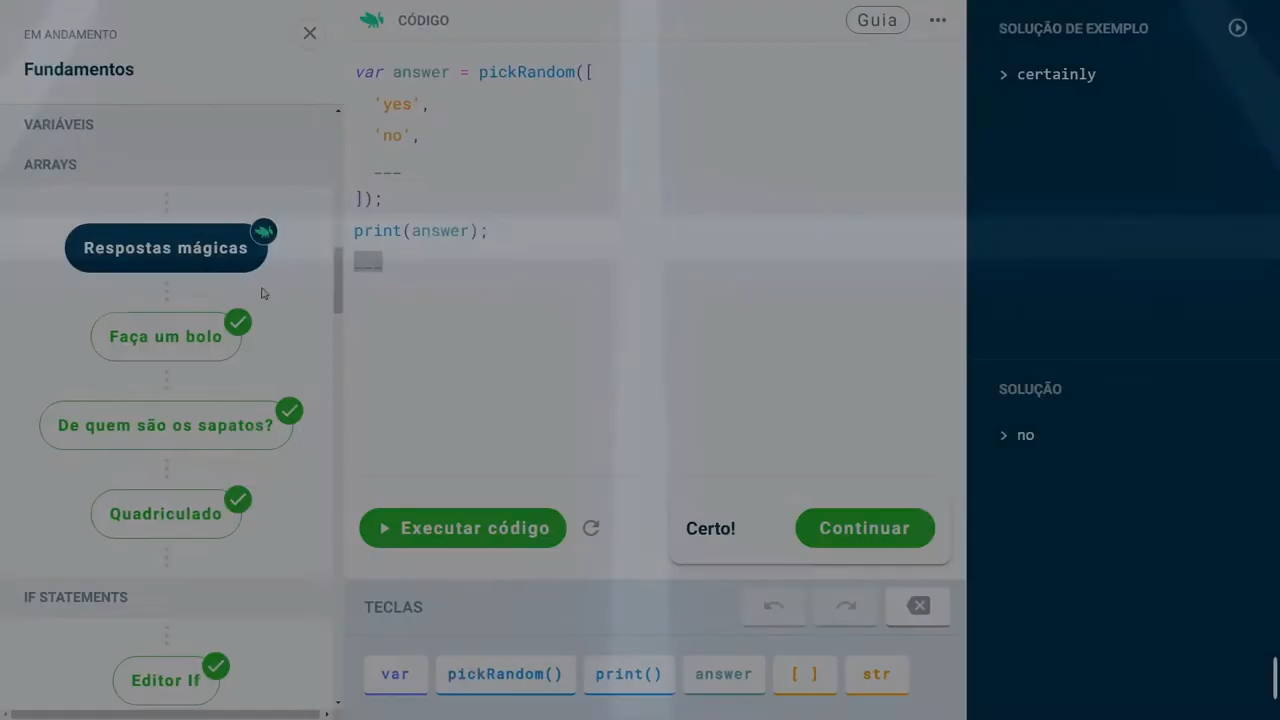 EM ANDAMENTO
Fundamentos
VARIÁVEIS
ARRAYS
Respostas mágicas
Faça um bolo
De quem são os sapatos?
Quadriculado
IF STATEMENTS
Editor If
CÓDIGO
Guia
var answer = pickRandom([
'yes',
'no',
___
]);
print(answer);
___
Executar código
Certo!
Continuar
TECLAS
var
pickRandom()
print()
answer
[ ]
str
SOLUÇÃO DE EXEMPLO
> certainly
SOLUÇÃO
> no